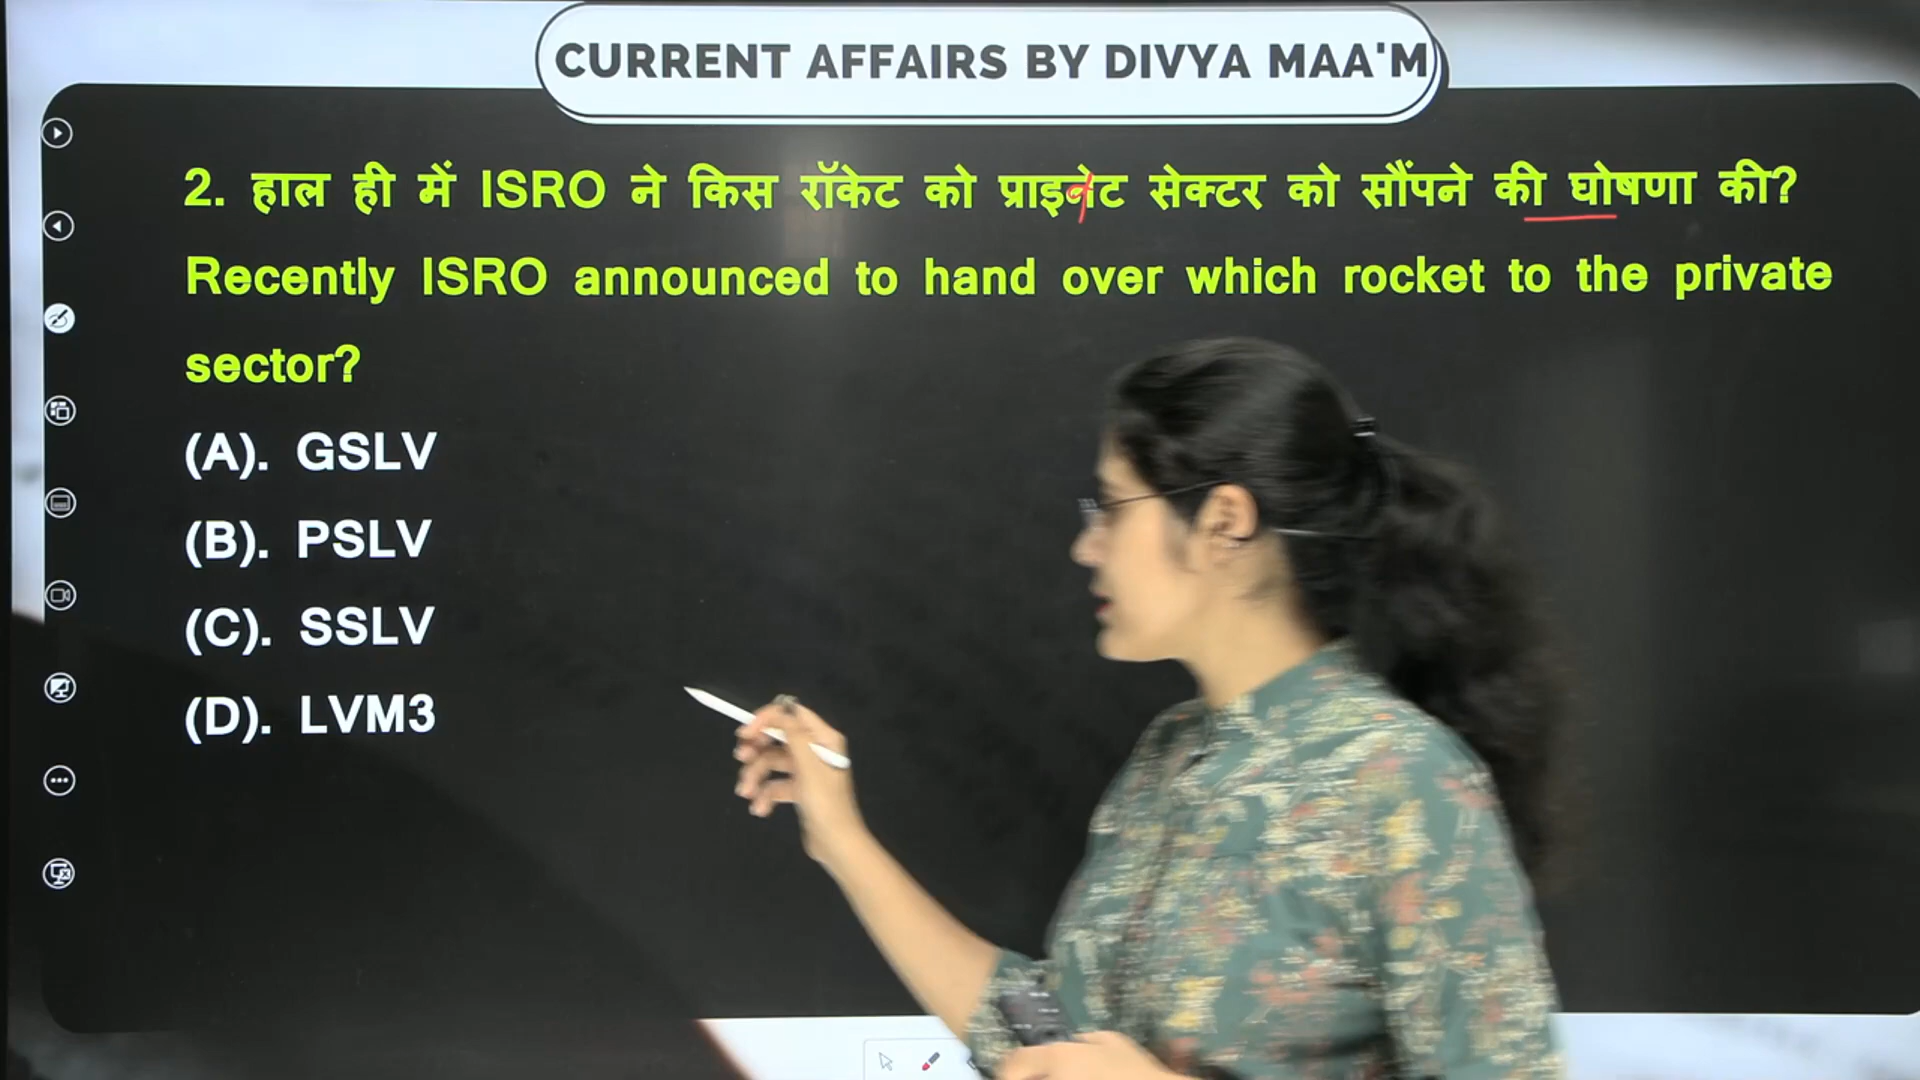 CURRENT AFFAIRS BY DIVYA MAA'M
2. हाल ही में ISRO ने किस रॉकेट को प्राइवेट सेक्टर को सौंपने की घोषणा की?
Recently ISRO announced to hand over which rocket to the private
sector?
(A). GSLV
(B). PSLV
(C). SSLV
(D). LVM3